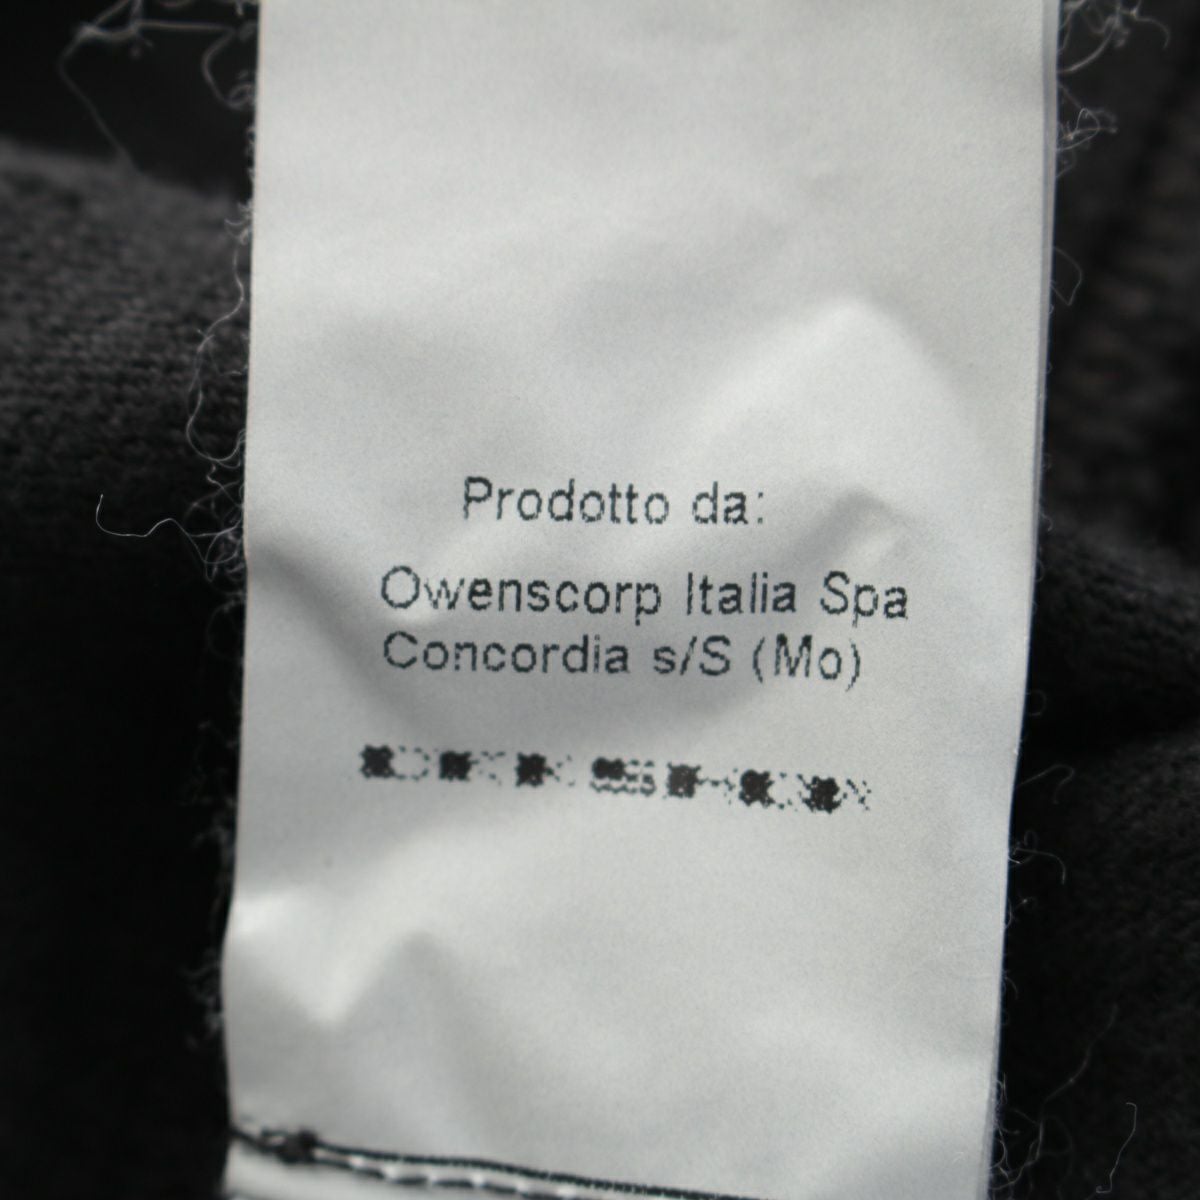 Prodotto da:
Owenscorp Italia Spa
Concordia s/S (Mo)